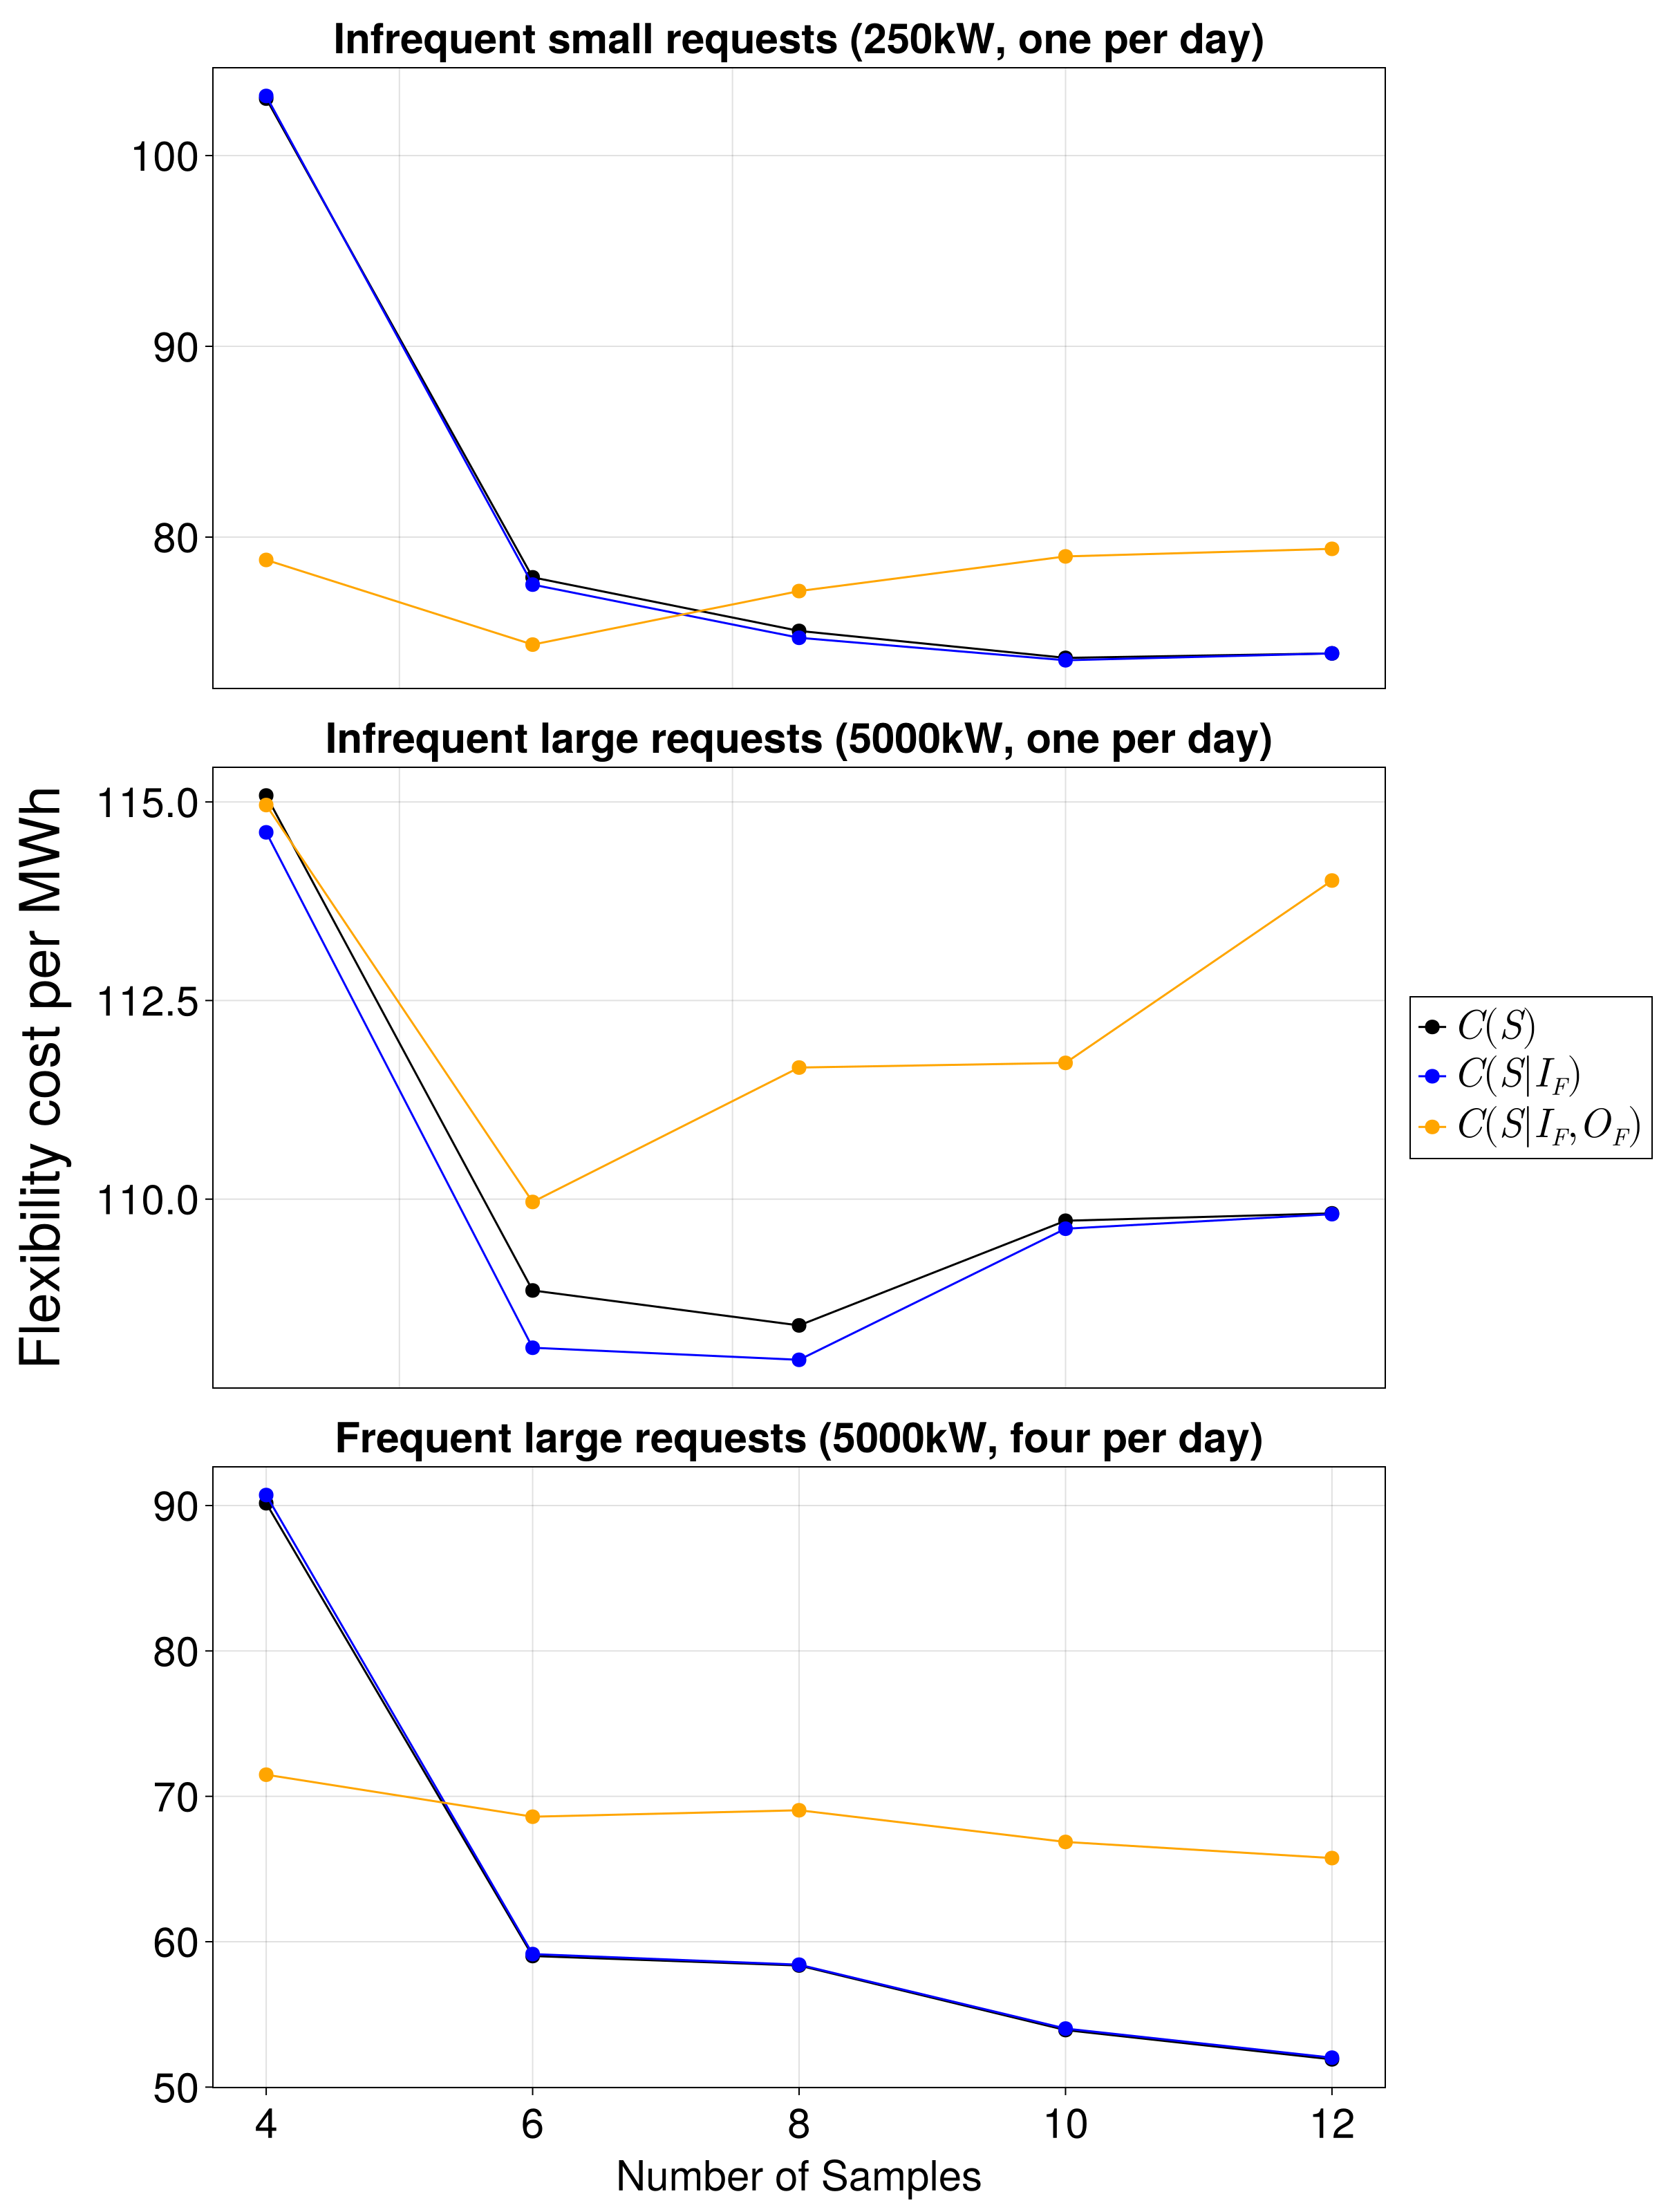 Infrequent small requests (250kW, one per day)
100
90
80
Infrequent large requests (5000kW, one per day)
Flexibility cost per MWh
115.0
112.5
110.0
C(S)
C(S|I_F)
C(S|I_F, O_F)
Frequent large requests (5000kW, four per day)
90
80
70
60
50
4 6 8 10 12
Number of Samples